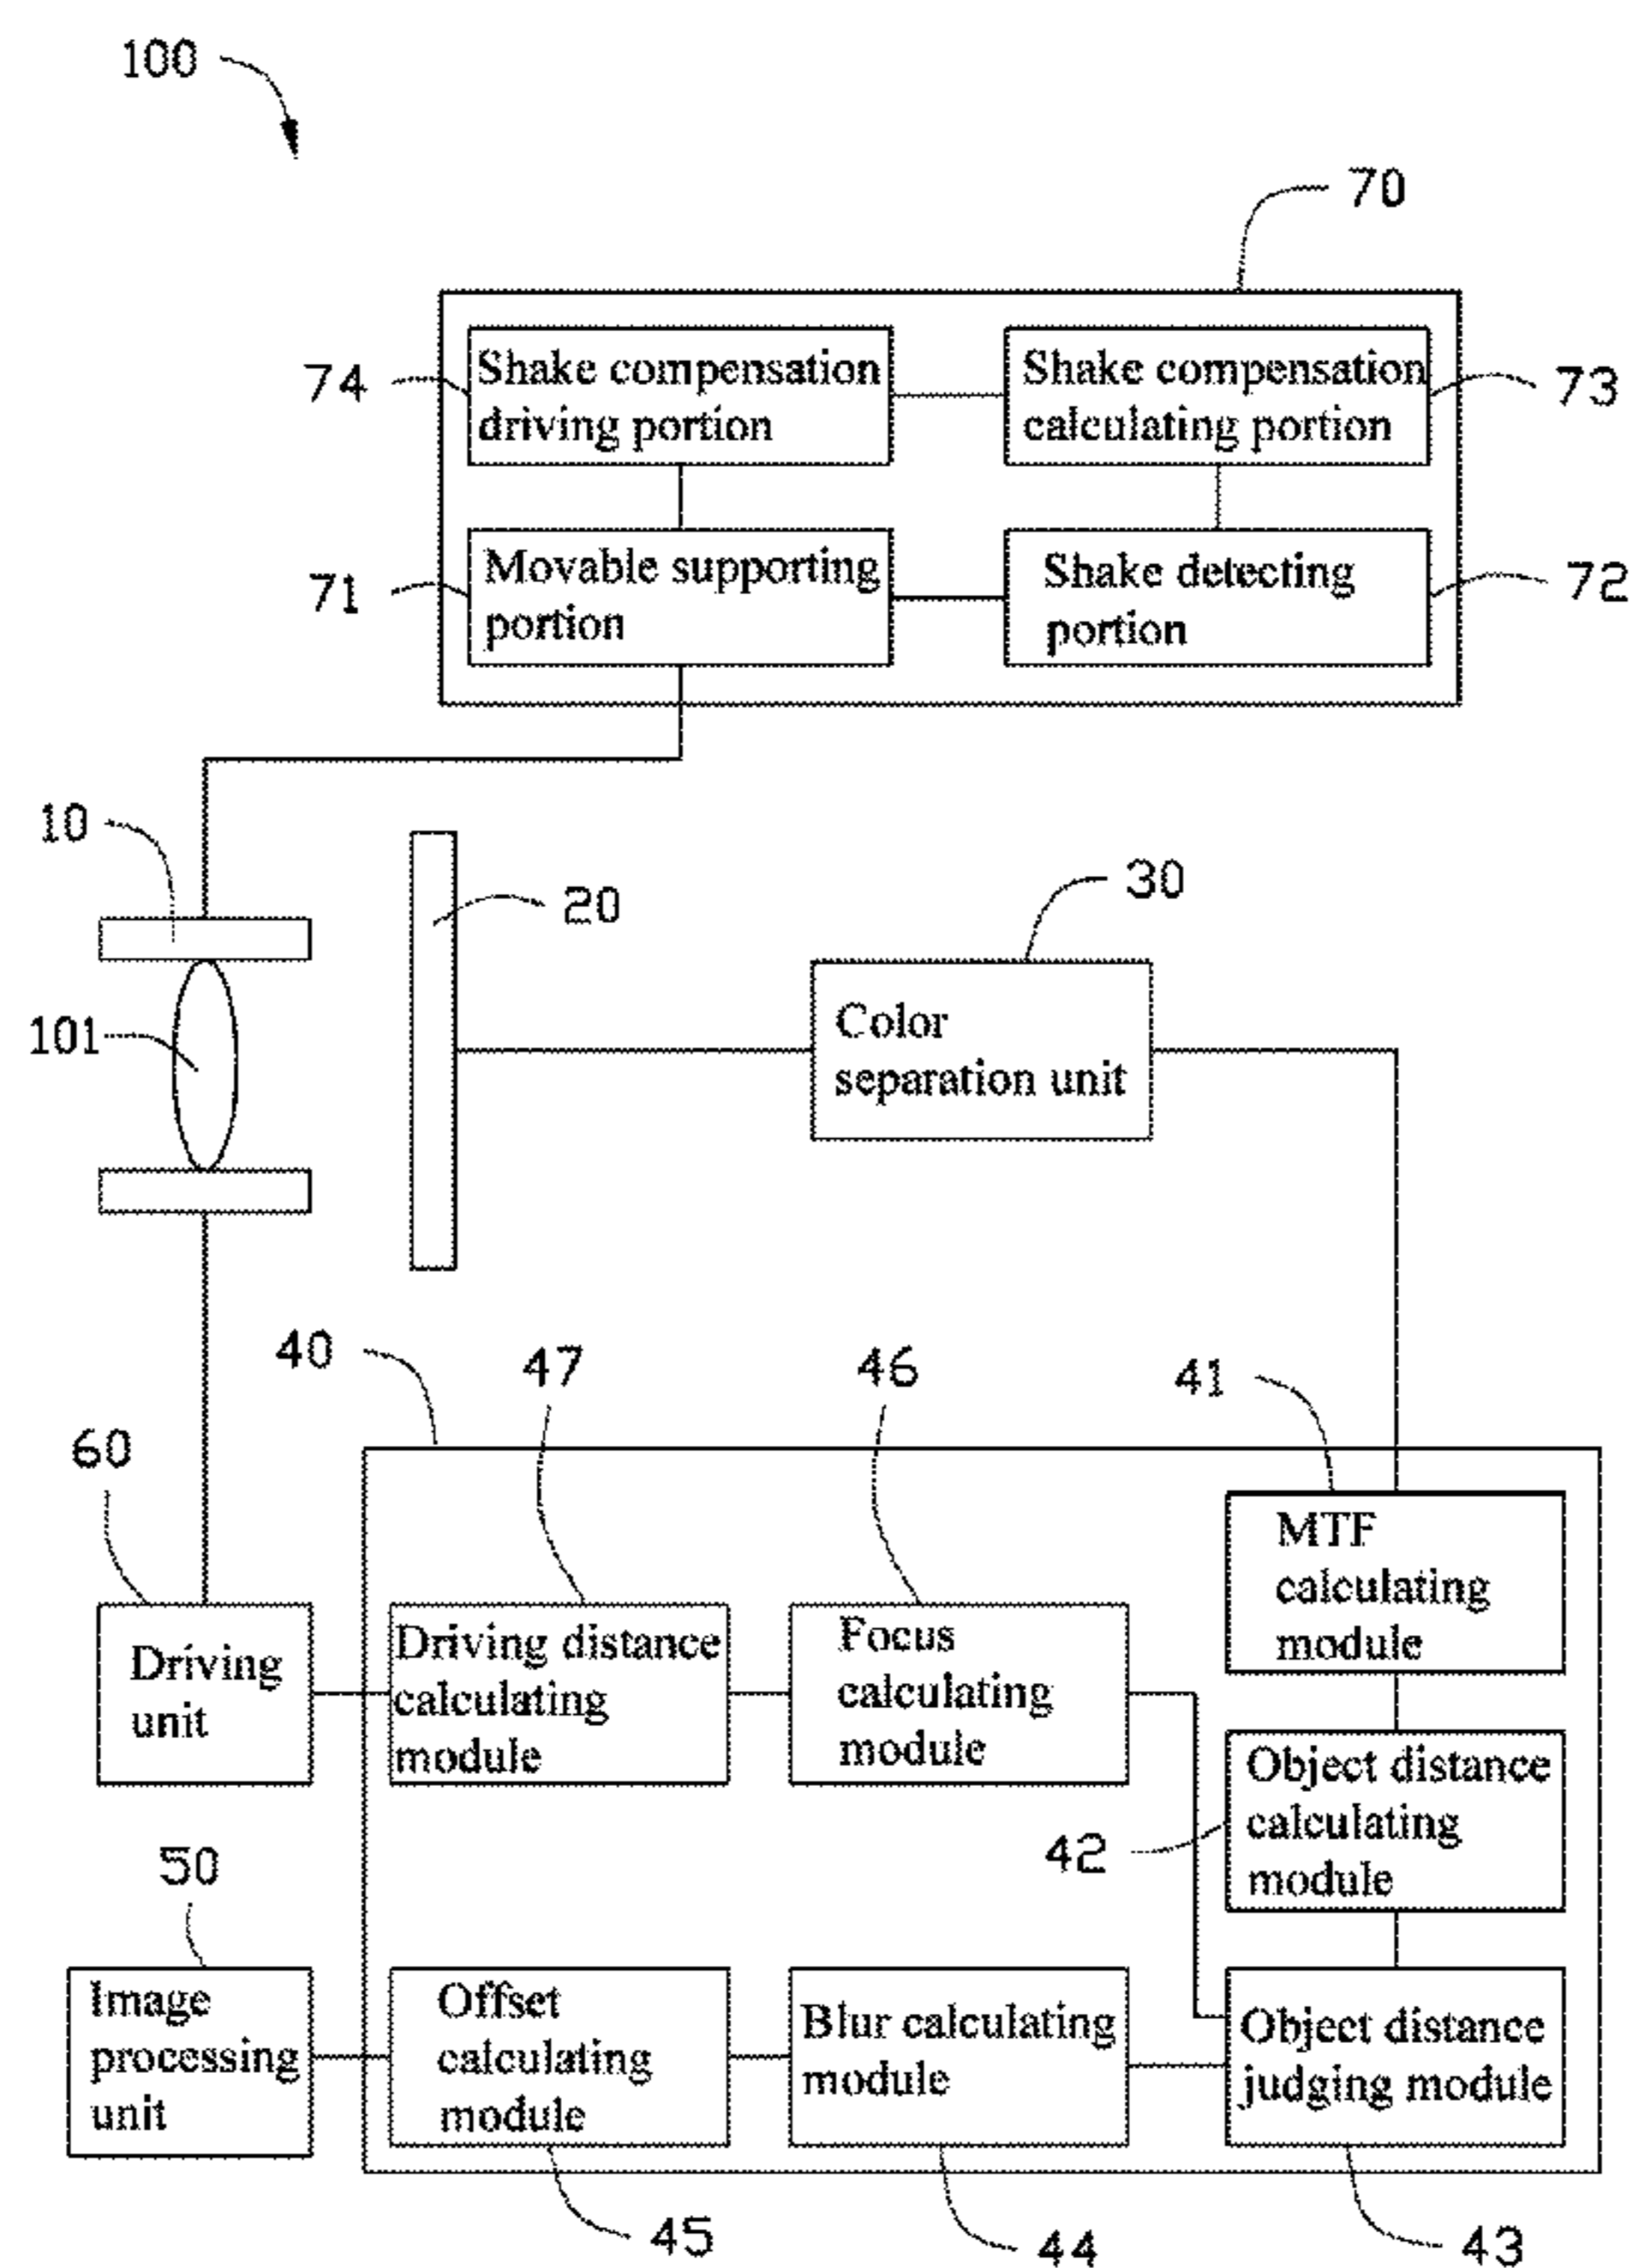 100
70
74
Shake compensation
driving portion
Shake compensation
calculating portion
73
71
Movable supporting
portion
Shake detecting
portion
72
10
20
30
101
Color
separation unit
40
47
46
41
60
MTF
calculating
module
Driving
unit
Driving distance
calculating
module
Focus
calculating
module
42
Object distance
calculating
module
50
Image
processing
unit
Offset
calculating
module
Blur calculating
module
Object distance
judging module
45
44
43